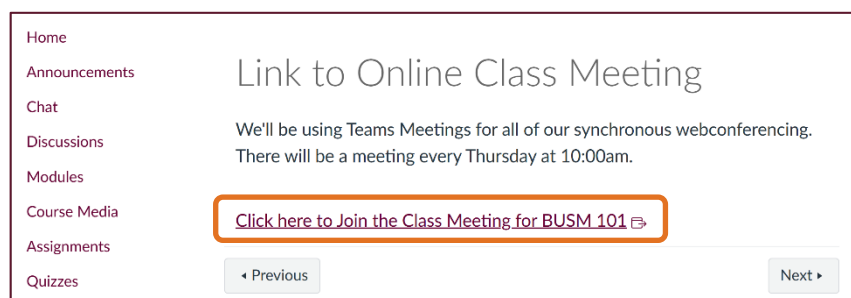 Home
Announcements
Chat
Discussions
Modules
Course Media
Assignments
Quizzes
Link to Online Class Meeting
We'll be using Teams Meetings for all of our synchronous webconferencing.
There will be a meeting every Thursday at 10:00am.
Click here to Join the Class Meeting for BUSM 101
Previous
Next